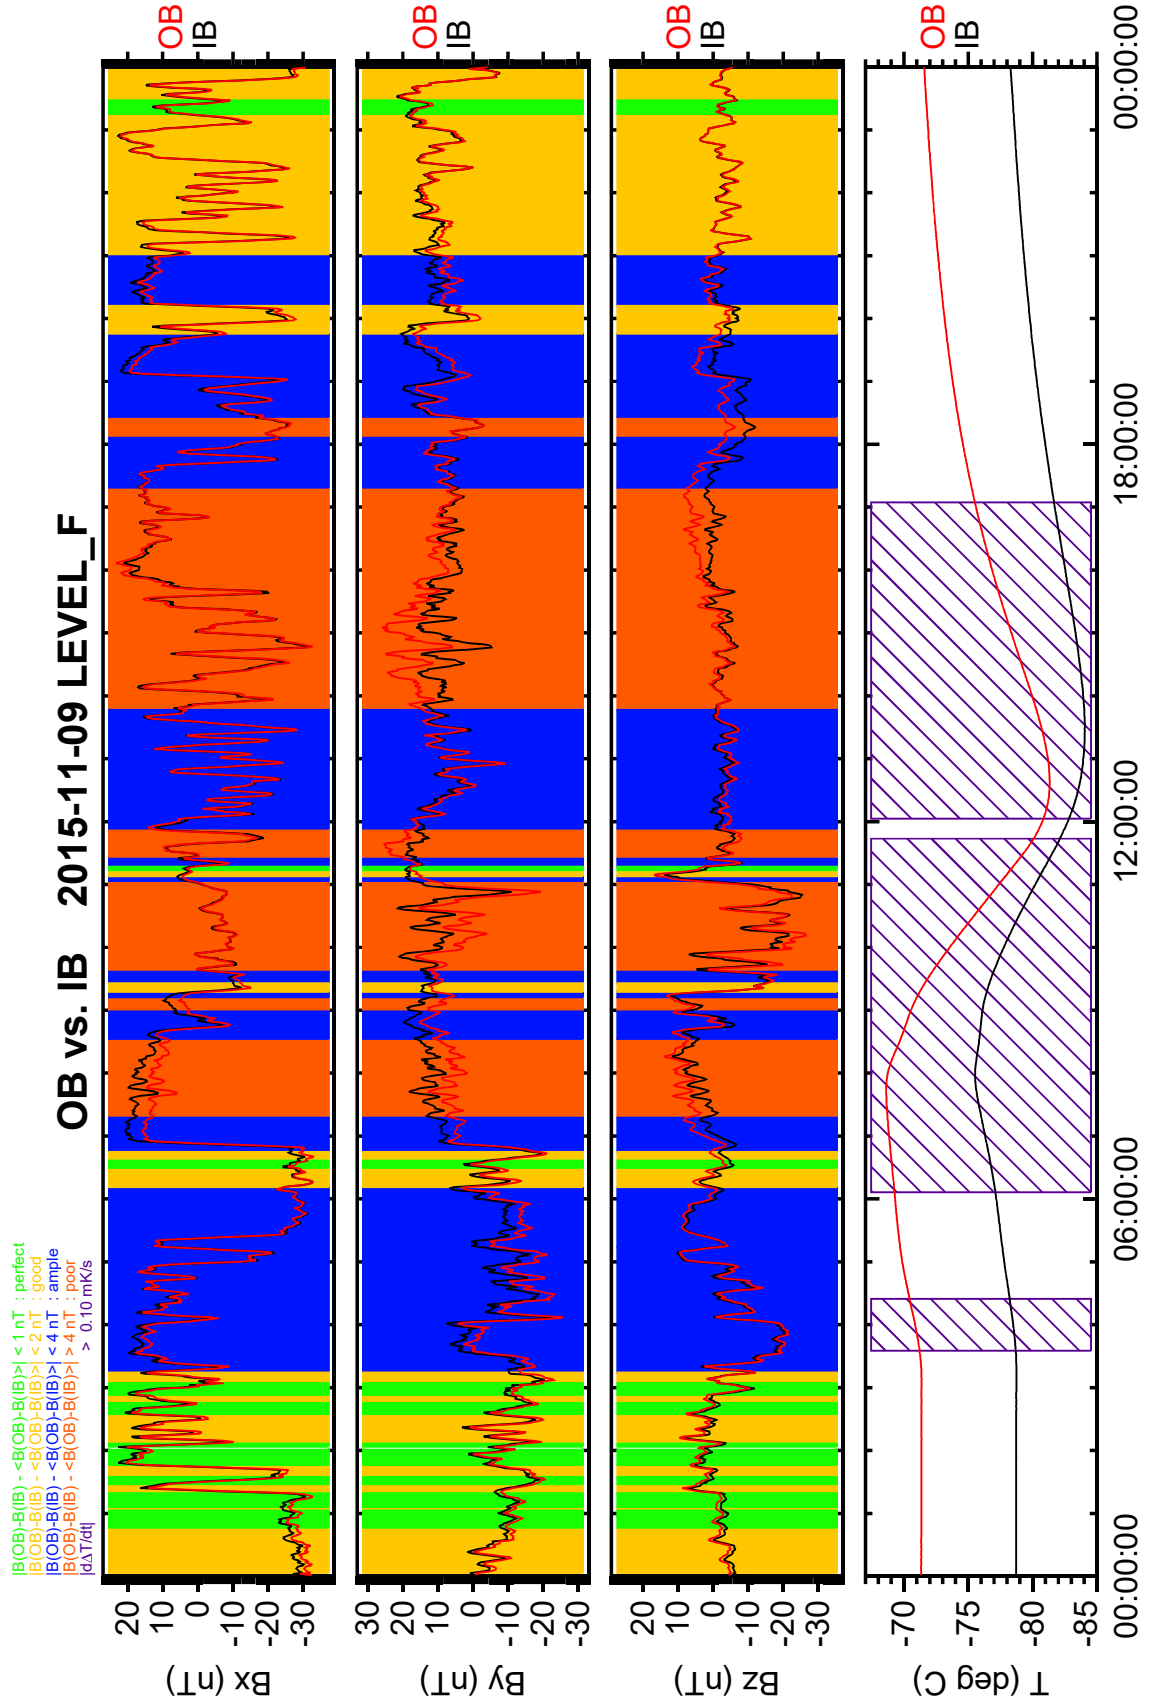 OB vs. IB 2015-11-09 LEVEL_F
|B(OB)-B(IB) - <B(OB)-B(IB)>| < 1 nT : perfect
|B(OB)-B(IB) - <B(OB)-B(IB)>| < 2 nT : good
|B(OB)-B(IB) - <B(OB)-B(IB)>| < 4 nT : ample
|B(OB)-B(IB) - <B(OB)-B(IB)>| > 4 nT : poor
|dΔT/dt| > 0.10 mK/s
Bx (nT)
20
10
0
-10
-20
-30
OB
IB
By (nT)
30
20
10
0
-10
-20
-30
OB
IB
Bz (nT)
20
10
0
-10
-20
-30
OB
IB
T (deg C)
-70
-75
-80
-85
OB
IB
00:00:00 06:00:00 12:00:00 18:00:00 00:00:00